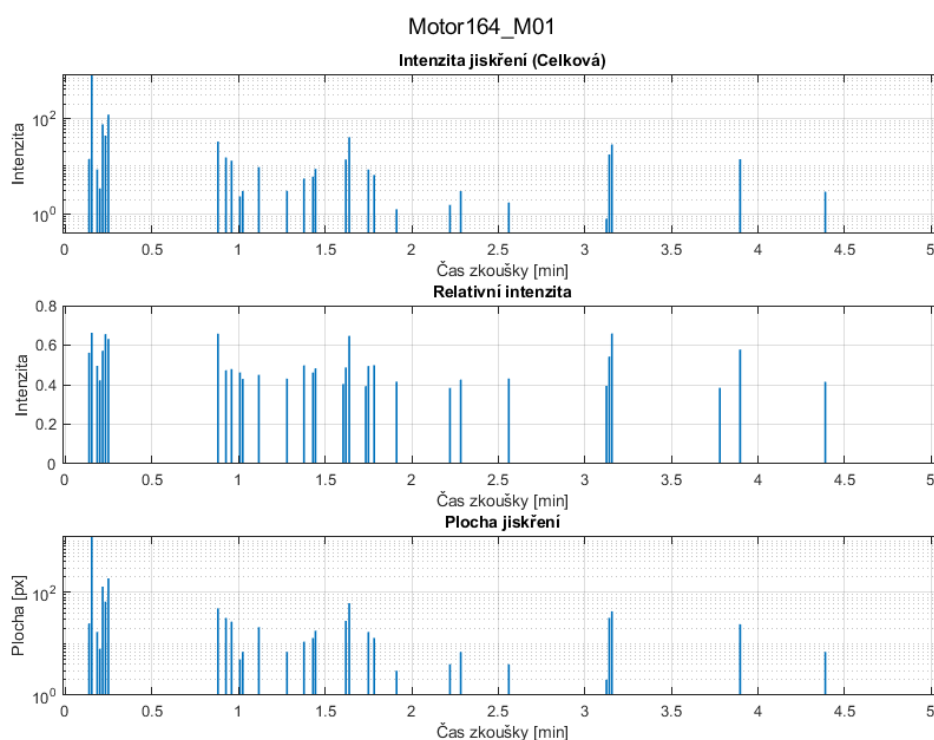 Motor164_M01
Intenzita jiskření (Celková)
Intenzita
10^2
10^0
0 0.5 1 1.5 2 2.5 3 3.5 4 4.5 5
Čas zkoušky [min]
Relativní intenzita
Intenzita
0.8
0.6
0.4
0.2
0
0 0.5 1 1.5 2 2.5 3 3.5 4 4.5 5
Čas zkoušky [min]
Plocha jiskření
Plocha [px]
10^2
10^0
0 0.5 1 1.5 2 2.5 3 3.5 4 4.5 5
Čas zkoušky [min]